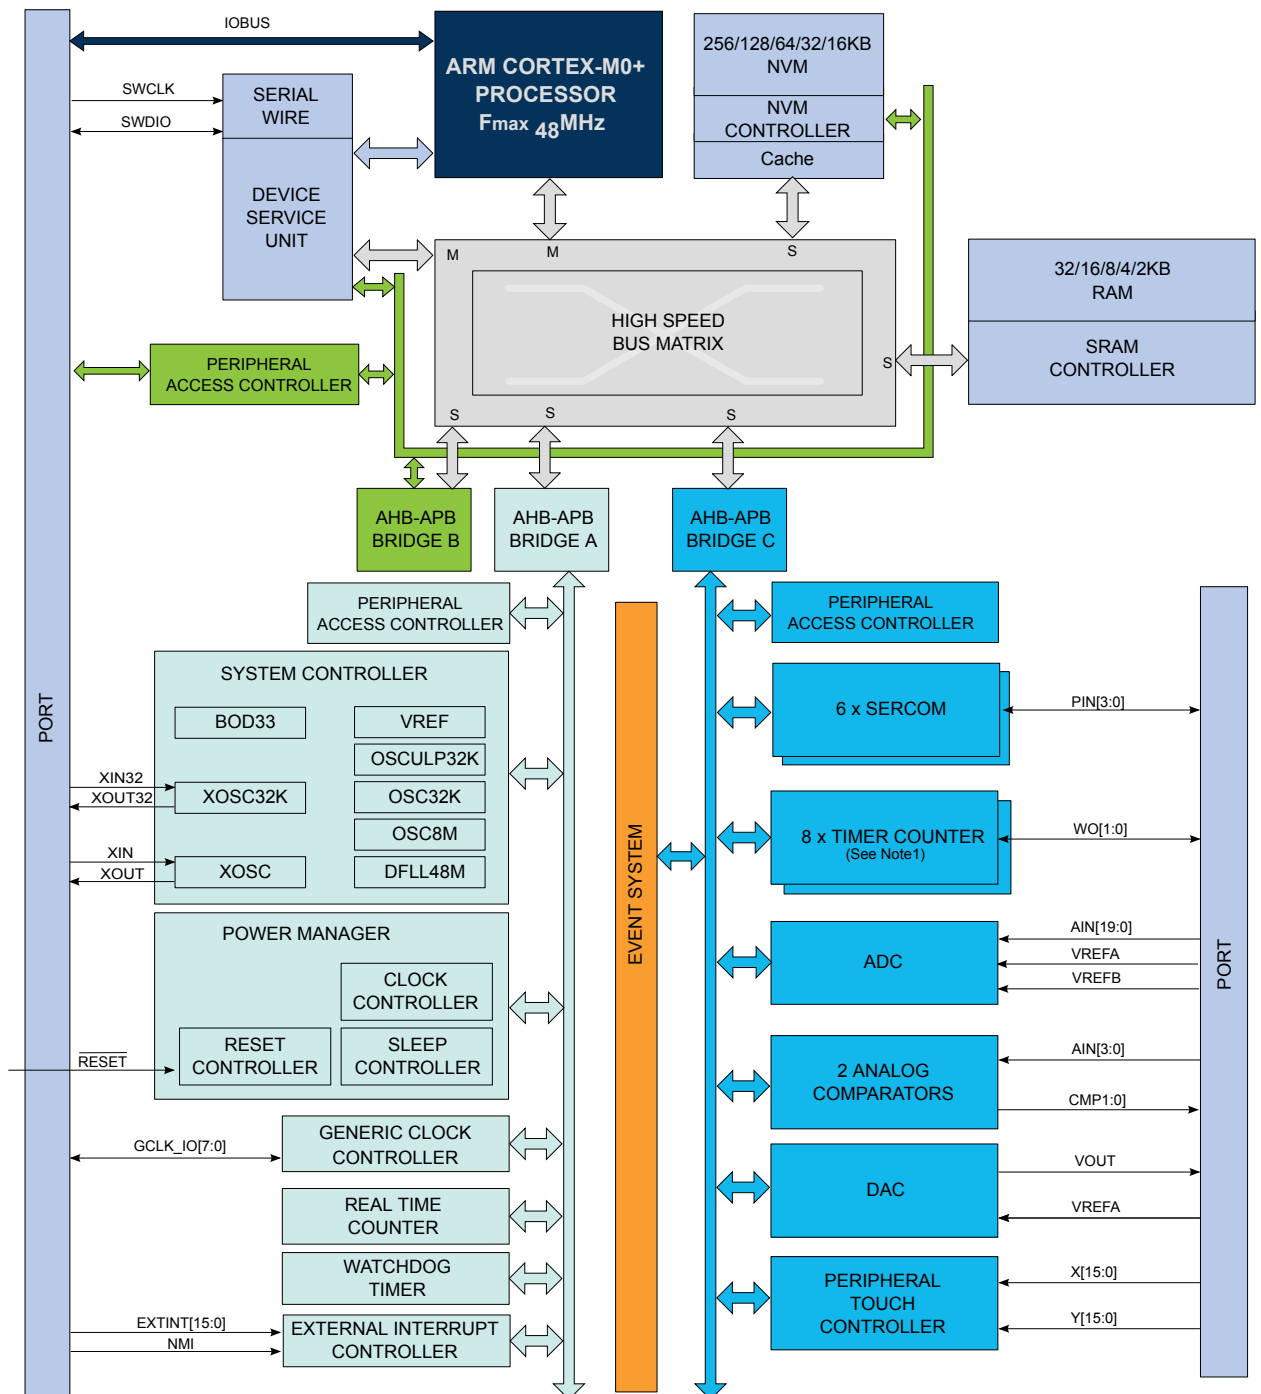 IOBUS
ARM CORTEX-M0+
PROCESSOR
Fmax 48MHz
256/128/64/32/16KB
NVM
NVM
CONTROLLER
Cache
SWCLK
SWDIO
SERIAL
WIRE
DEVICE
SERVICE
UNIT
M
M
S
HIGH SPEED
BUS MATRIX
S
S
S
S
32/16/8/4/2KB
RAM
SRAM
CONTROLLER
PERIPHERAL
ACCESS CONTROLLER
AHB-APB
BRIDGE B
AHB-APB
BRIDGE A
AHB-APB
BRIDGE C
PORT
PERIPHERAL
ACCESS CONTROLLER
SYSTEM CONTROLLER
BOD33
VREF
OSCULP32K
XIN32
XOUT32
XOSC32K
OSC32K
OSC8M
XIN
XOUT
XOSC
DFLL48M
POWER MANAGER
CLOCK
CONTROLLER
RESET
RESET
CONTROLLER
SLEEP
CONTROLLER
GCLK_IO[7:0]
GENERIC CLOCK
CONTROLLER
REAL TIME
COUNTER
WATCHDOG
TIMER
EXTINT[15:0]
NMI
EXTERNAL INTERRUPT
CONTROLLER
EVENT SYSTEM
PERIPHERAL
ACCESS CONTROLLER
6 x SERCOM
PIN[3:0]
8 x TIMER COUNTER
(See Note1)
WO[1:0]
ADC
AIN[19:0]
VREFA
VREFB
2 ANALOG
COMPARATORS
AIN[3:0]
CMP1:0]
DAC
VOUT
VREFA
PERIPHERAL
TOUCH
CONTROLLER
X[15:0]
Y[15:0]
PORT